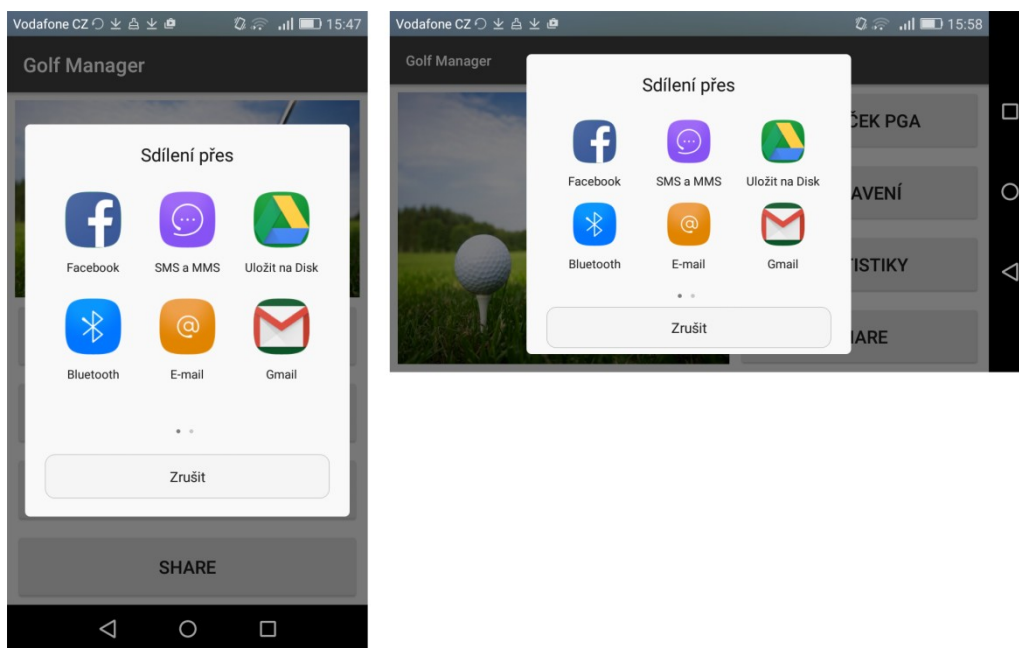 Vodafone CZ 15:47
Golf Manager
Sdílení přes
Facebook SMS a MMS Uložit na Disk
Bluetooth E-mail Gmail
Zrušit
SHARE
Vodafone CZ 15:58
Golf Manager
Sdílení přes
ČEK PGA
Facebook SMS a MMS Uložit na Disk
AVENÍ
Bluetooth E-mail Gmail
ISTIKY
Zrušit
ARE